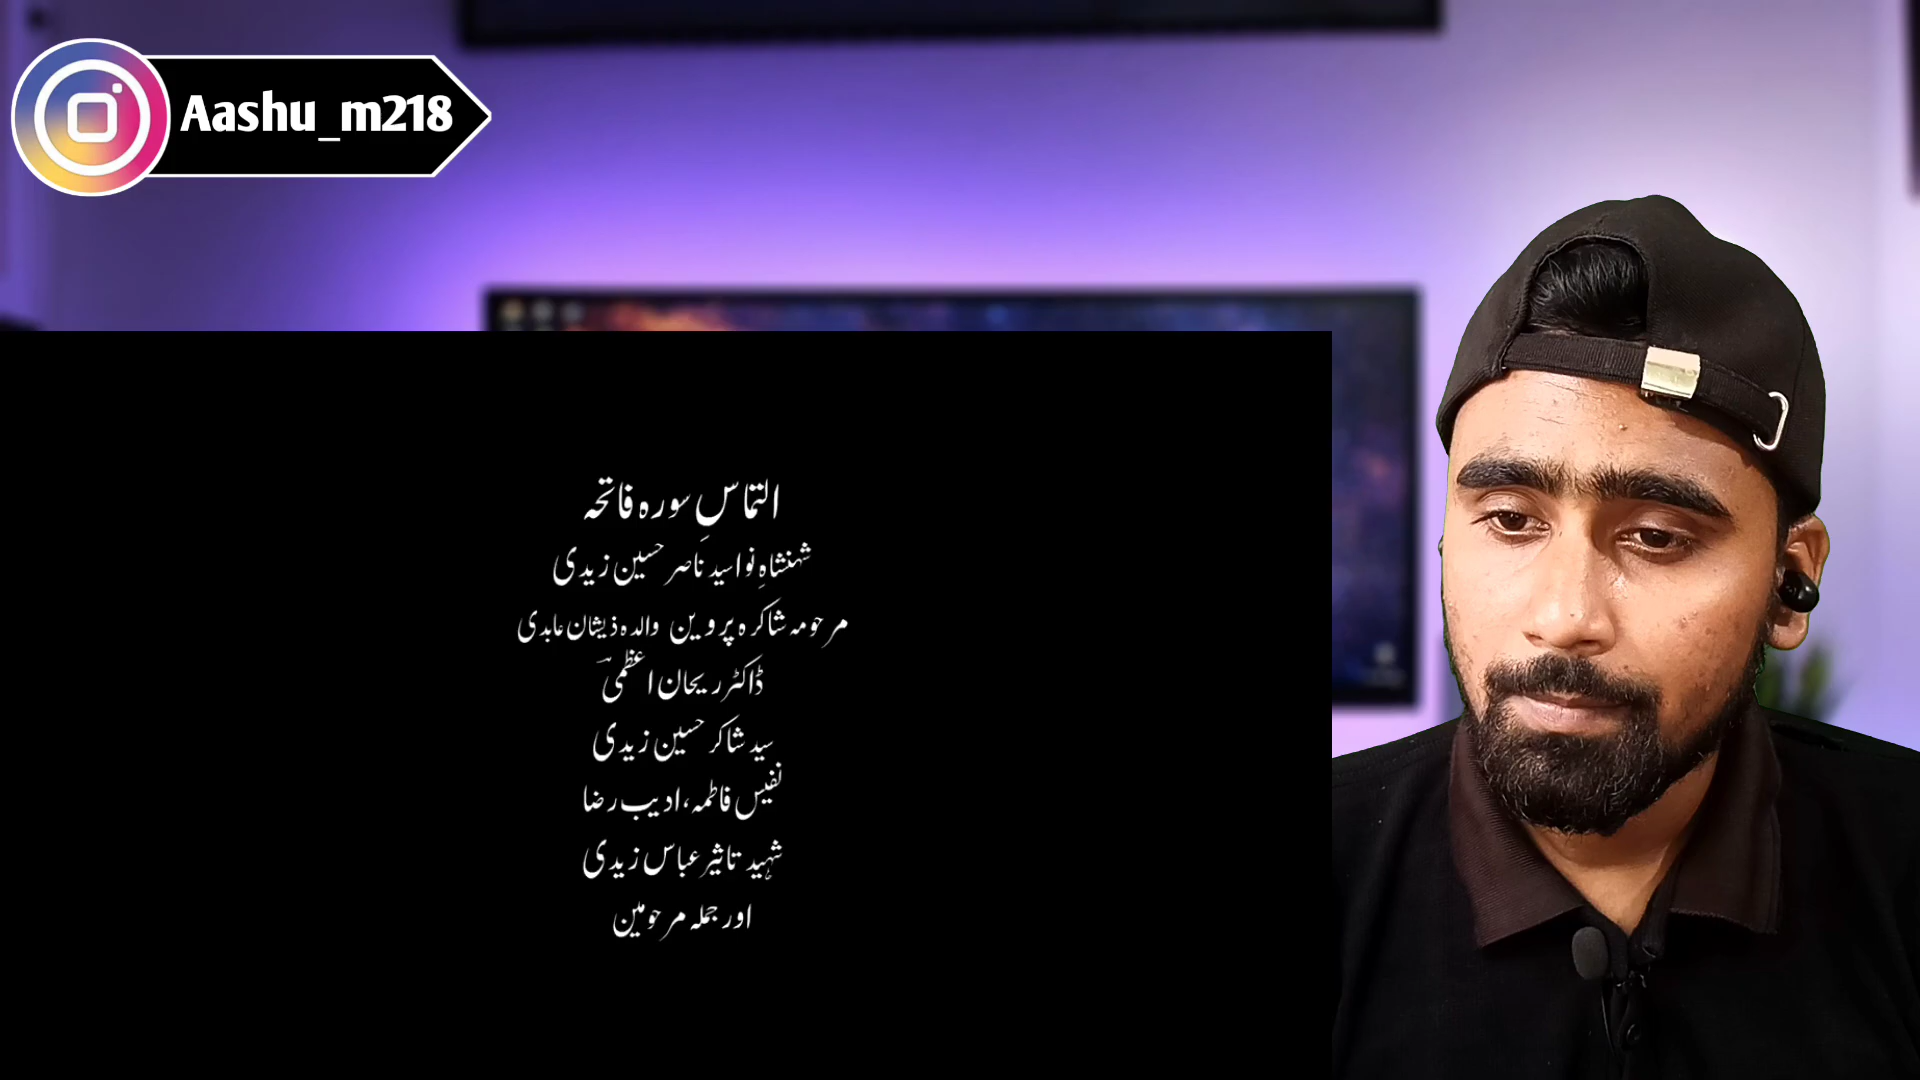 Aashu_m218
التماسِ سورہ فاتحہ
شہنشاہِ نوا سید ناصر حسین زیدی
مرحومہ شاکرہ پروین والدہ ذیشان عابدی
ڈاکٹر ریحان اعظمیؔ
سید شاکر حسین زیدی
نفیس فاطمہ، ادیب رضا
شہید تاثیر عباس زیدی
اور جملہ مرحومین